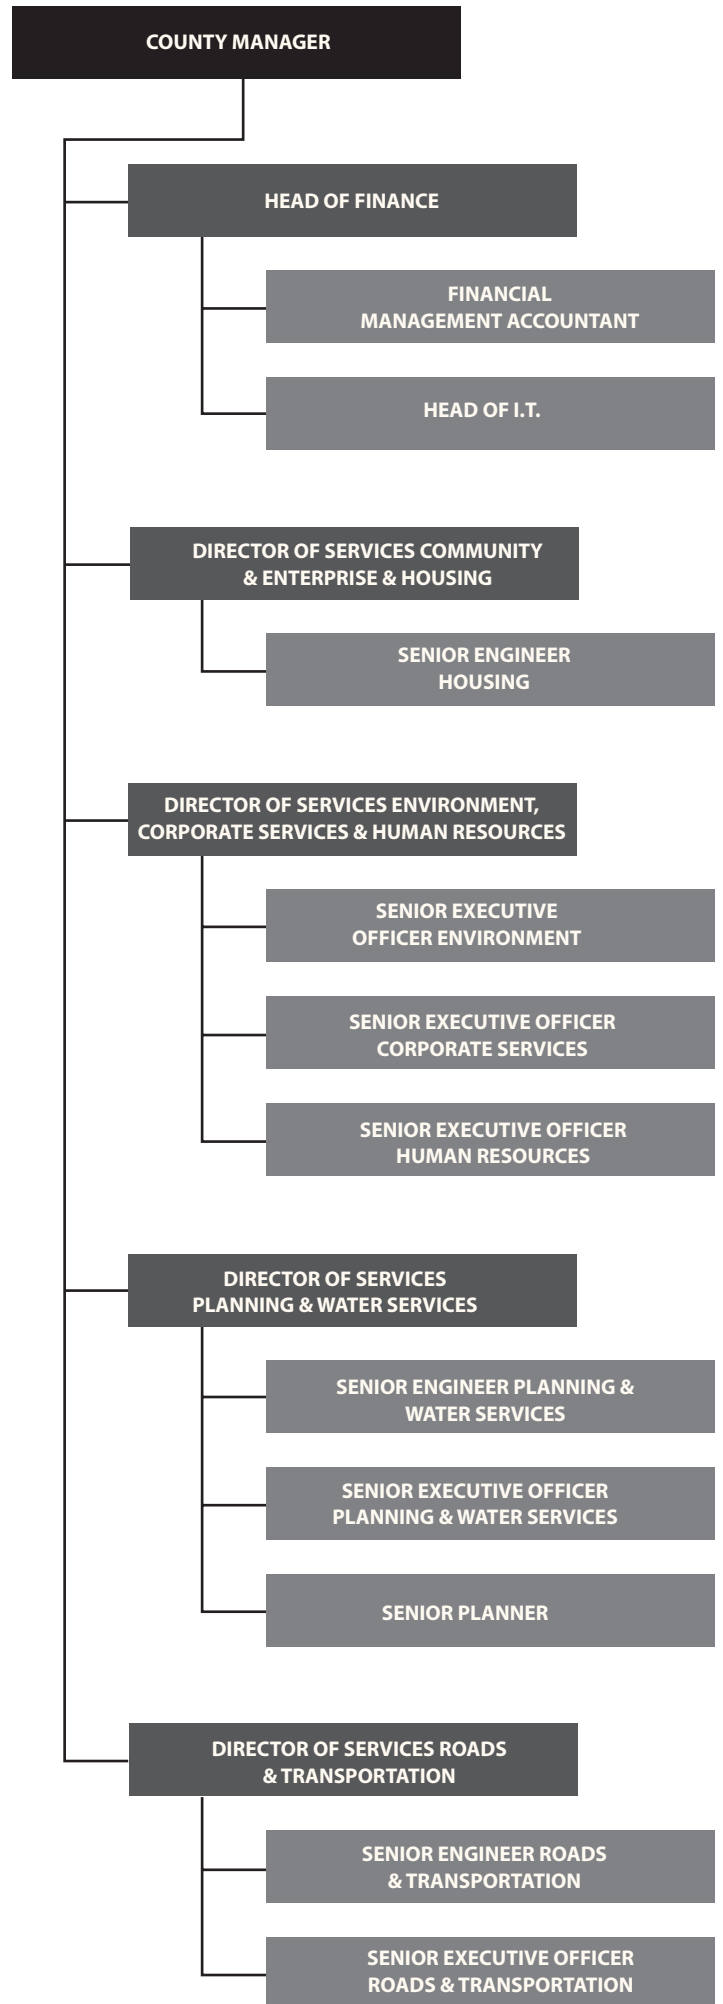 COUNTY MANAGER
HEAD OF FINANCE
FINANCIAL
MANAGEMENT ACCOUNTANT
HEAD OF I.T.
DIRECTOR OF SERVICES COMMUNITY
& ENTERPRISE & HOUSING
SENIOR ENGINEER
HOUSING
DIRECTOR OF SERVICES ENVIRONMENT,
CORPORATE SERVICES & HUMAN RESOURCES
SENIOR EXECUTIVE
OFFICER ENVIRONMENT
SENIOR EXECUTIVE OFFICER
CORPORATE SERVICES
SENIOR EXECUTIVE OFFICER
HUMAN RESOURCES
DIRECTOR OF SERVICES
PLANNING & WATER SERVICES
SENIOR ENGINEER PLANNING &
WATER SERVICES
SENIOR EXECUTIVE OFFICER
PLANNING & WATER SERVICES
SENIOR PLANNER
DIRECTOR OF SERVICES ROADS
& TRANSPORTATION
SENIOR ENGINEER ROADS
& TRANSPORTATION
SENIOR EXECUTIVE OFFICER
ROADS & TRANSPORTATION